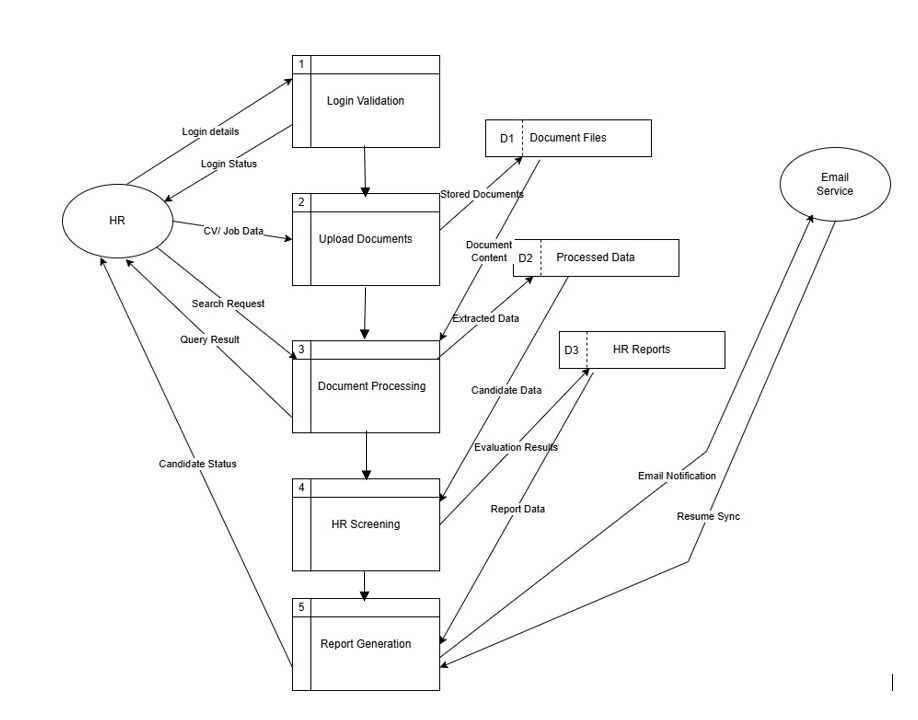 1
Login Validation
Login details
D1
Document Files
Login Status
Email
Service
Stored Documents
2
HR
CV/ Job Data
Upload Documents
Document
Content
D2
Processed Data
Search Request
Extracted Data
Query Result
3
D3
HR Reports
Document Processing
Candidate Data
Evaluation Results
Candidate Status
Email Notification
4
Report Data
Resume Sync
HR Screening
5
Report Generation